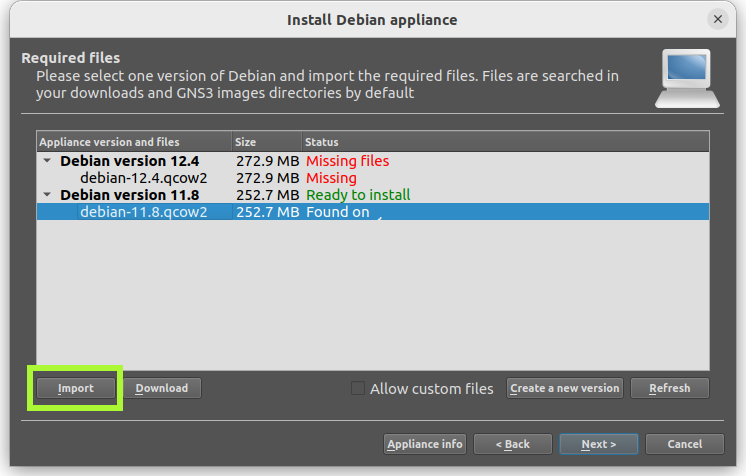 Install Debian appliance
Required files
Please select one version of Debian and import the required files. Files are searched in
your downloads and GNS3 images directories by default
Appliance version and files Size Status
Debian version 12.4 272.9 MB Missing files
debian-12.4.qcow2 272.9 MB Missing
Debian version 11.8 252.7 MB Ready to install
debian-11.8.qcow2 252.7 MB Found on
Import Download Allow custom files Create a new version Refresh
Appliance info < Back Next > Cancel